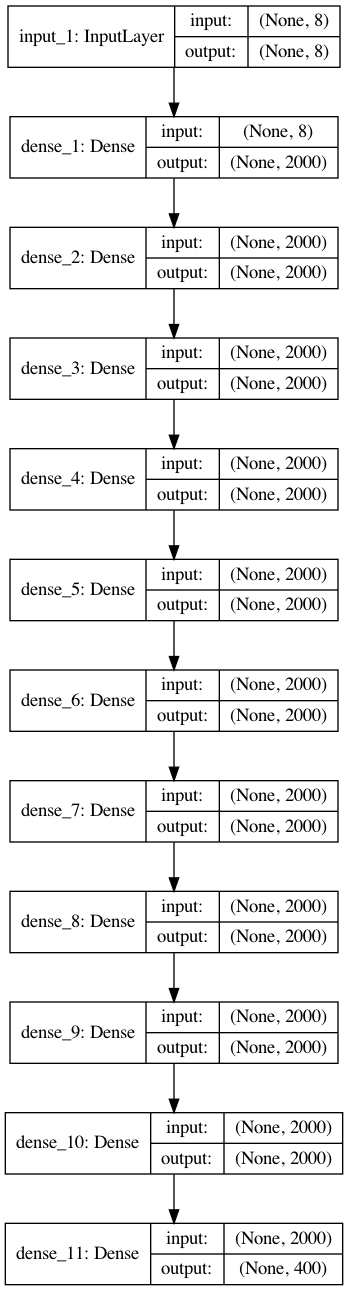 input_1: InputLayer
input: (None, 8)
output: (None, 8)
dense_1: Dense
input: (None, 8)
output: (None, 2000)
dense_2: Dense
input: (None, 2000)
output: (None, 2000)
dense_3: Dense
input: (None, 2000)
output: (None, 2000)
dense_4: Dense
input: (None, 2000)
output: (None, 2000)
dense_5: Dense
input: (None, 2000)
output: (None, 2000)
dense_6: Dense
input: (None, 2000)
output: (None, 2000)
dense_7: Dense
input: (None, 2000)
output: (None, 2000)
dense_8: Dense
input: (None, 2000)
output: (None, 2000)
dense_9: Dense
input: (None, 2000)
output: (None, 2000)
dense_10: Dense
input: (None, 2000)
output: (None, 2000)
dense_11: Dense
input: (None, 2000)
output: (None, 400)